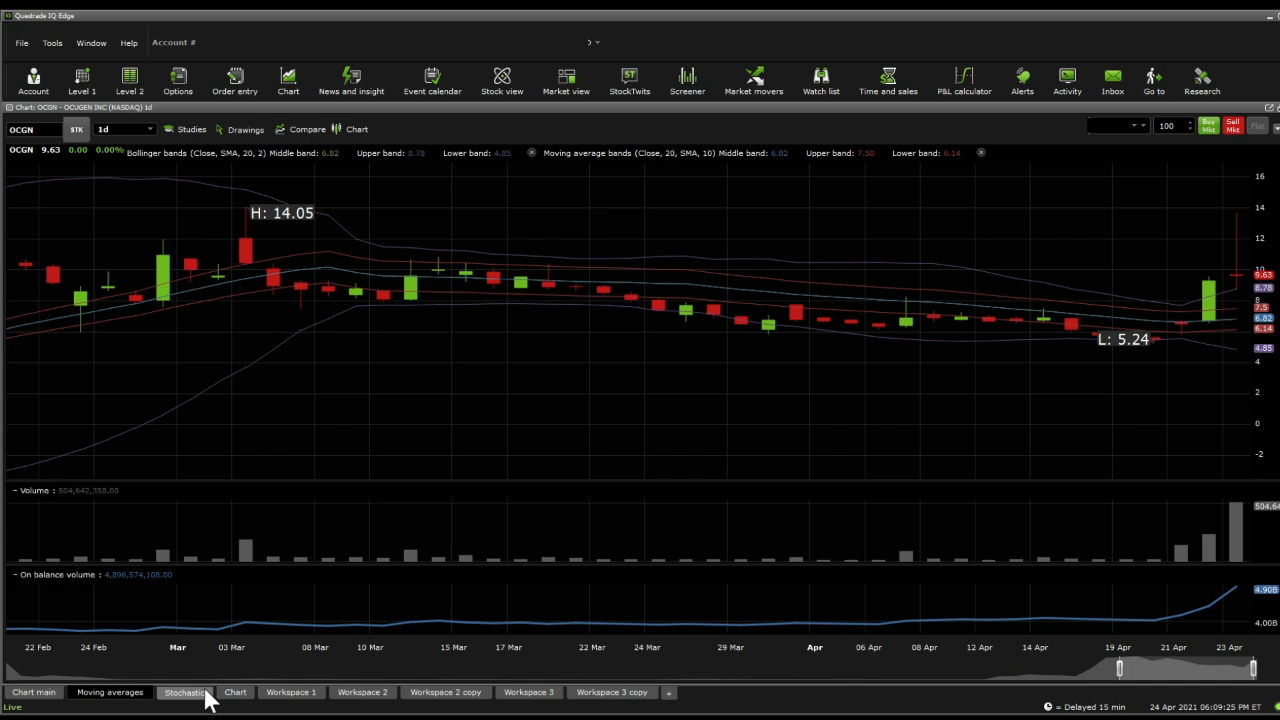 Questrade IQ Edge
File Tools Window Help Account #
Account Level 1 Level 2 Options Order entry Chart News and insight Event calendar Stock view Market view StockTwits Screener Market movers Watch list Time and sales P&L calculator Alerts Activity Inbox Go to Research
Chart: OCGN - OCUGEN INC (NASDAQ) 1d
OCGN STK 1d Studies Drawings Compare Chart 100 Buy Mkt Sell Mkt Flat
OCGN 9.63 0.00 0.00% Bollinger bands (Close, SMA, 20, 2) Middle band: 6.82 Upper band: 8.78 Lower band: 4.85 Moving average bands (Close, 20, SMA, 10) Middle band: 6.82 Upper band: 7.50 Lower band: 6.14
16
H: 14.05 14
12
10
9.63
8.78
8
7.5
6.82
6.14
L: 5.24
4.85
4
2
0
-2
- Volume : 504,642,358.00
504.64
- On balance volume : 4,896,574,108.00
4.90B
4.00B
22 Feb 24 Feb Mar 03 Mar 08 Mar 10 Mar 15 Mar 17 Mar 22 Mar 24 Mar 29 Mar Apr 06 Apr 08 Apr 12 Apr 14 Apr 19 Apr 21 Apr 23 Apr
Chart main Moving averages Stochastic Chart Workspace 1 Workspace 2 Workspace 2 copy Workspace 3 Workspace 3 copy +
Live = Delayed 15 min 24 Apr 2021 06:09:25 PM ET